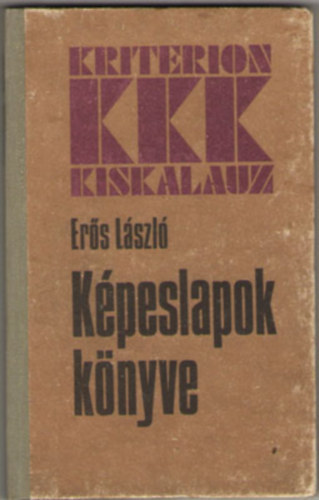 KRITERION
KKK
KISKALAUZ
Erős László
Képeslapok
könyve